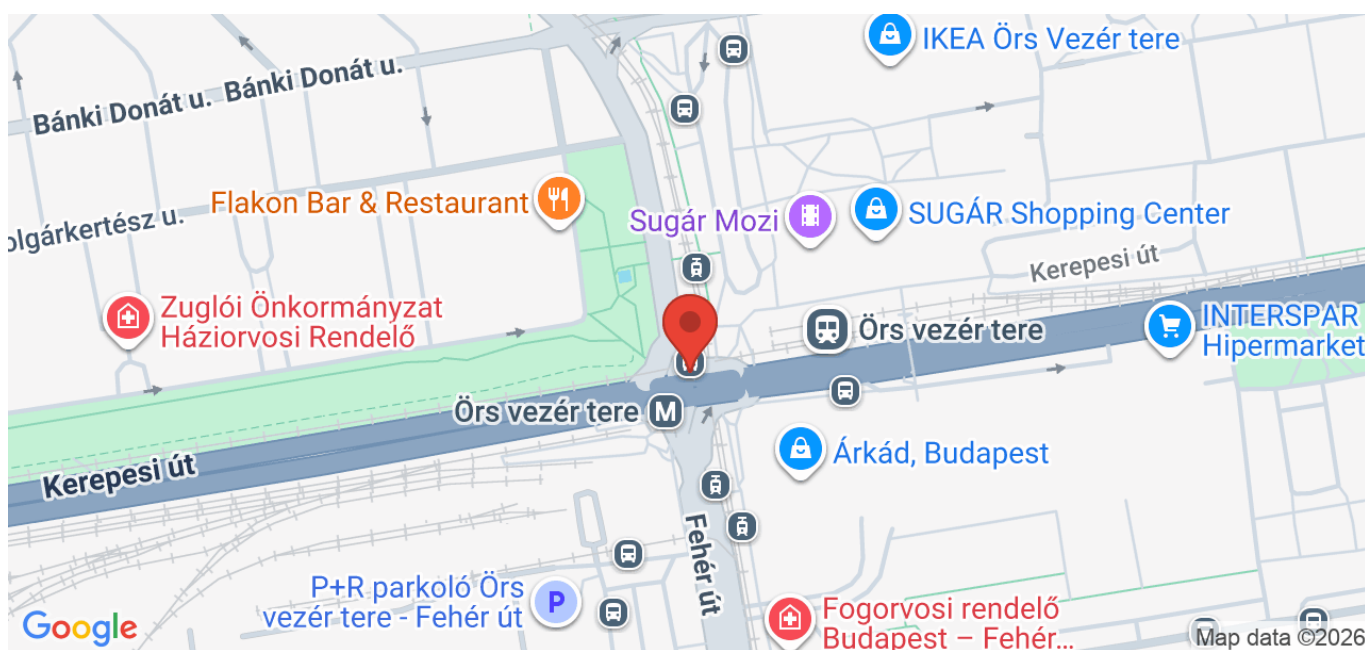 IKEA Örs Vezér tere
Bánki Donát u.
Bánki Donát u.
Flakon Bar & Restaurant
Sugár Mozi
SUGÁR Shopping Center
olgárkertész u.
Kerepesi út
Zuglói Önkormányzat
Háziorvosi Rendelő
Örs vezér tere
INTERSPAR
Hipermarket
Örs vezér tere
M
Árkád, Budapest
Kerepesi út
Fehér út
P+R parkoló Örs
vezér tere - Fehér út
P
Fogorvosi rendelő
Budapest – Fehér...
Google
Map data ©2026